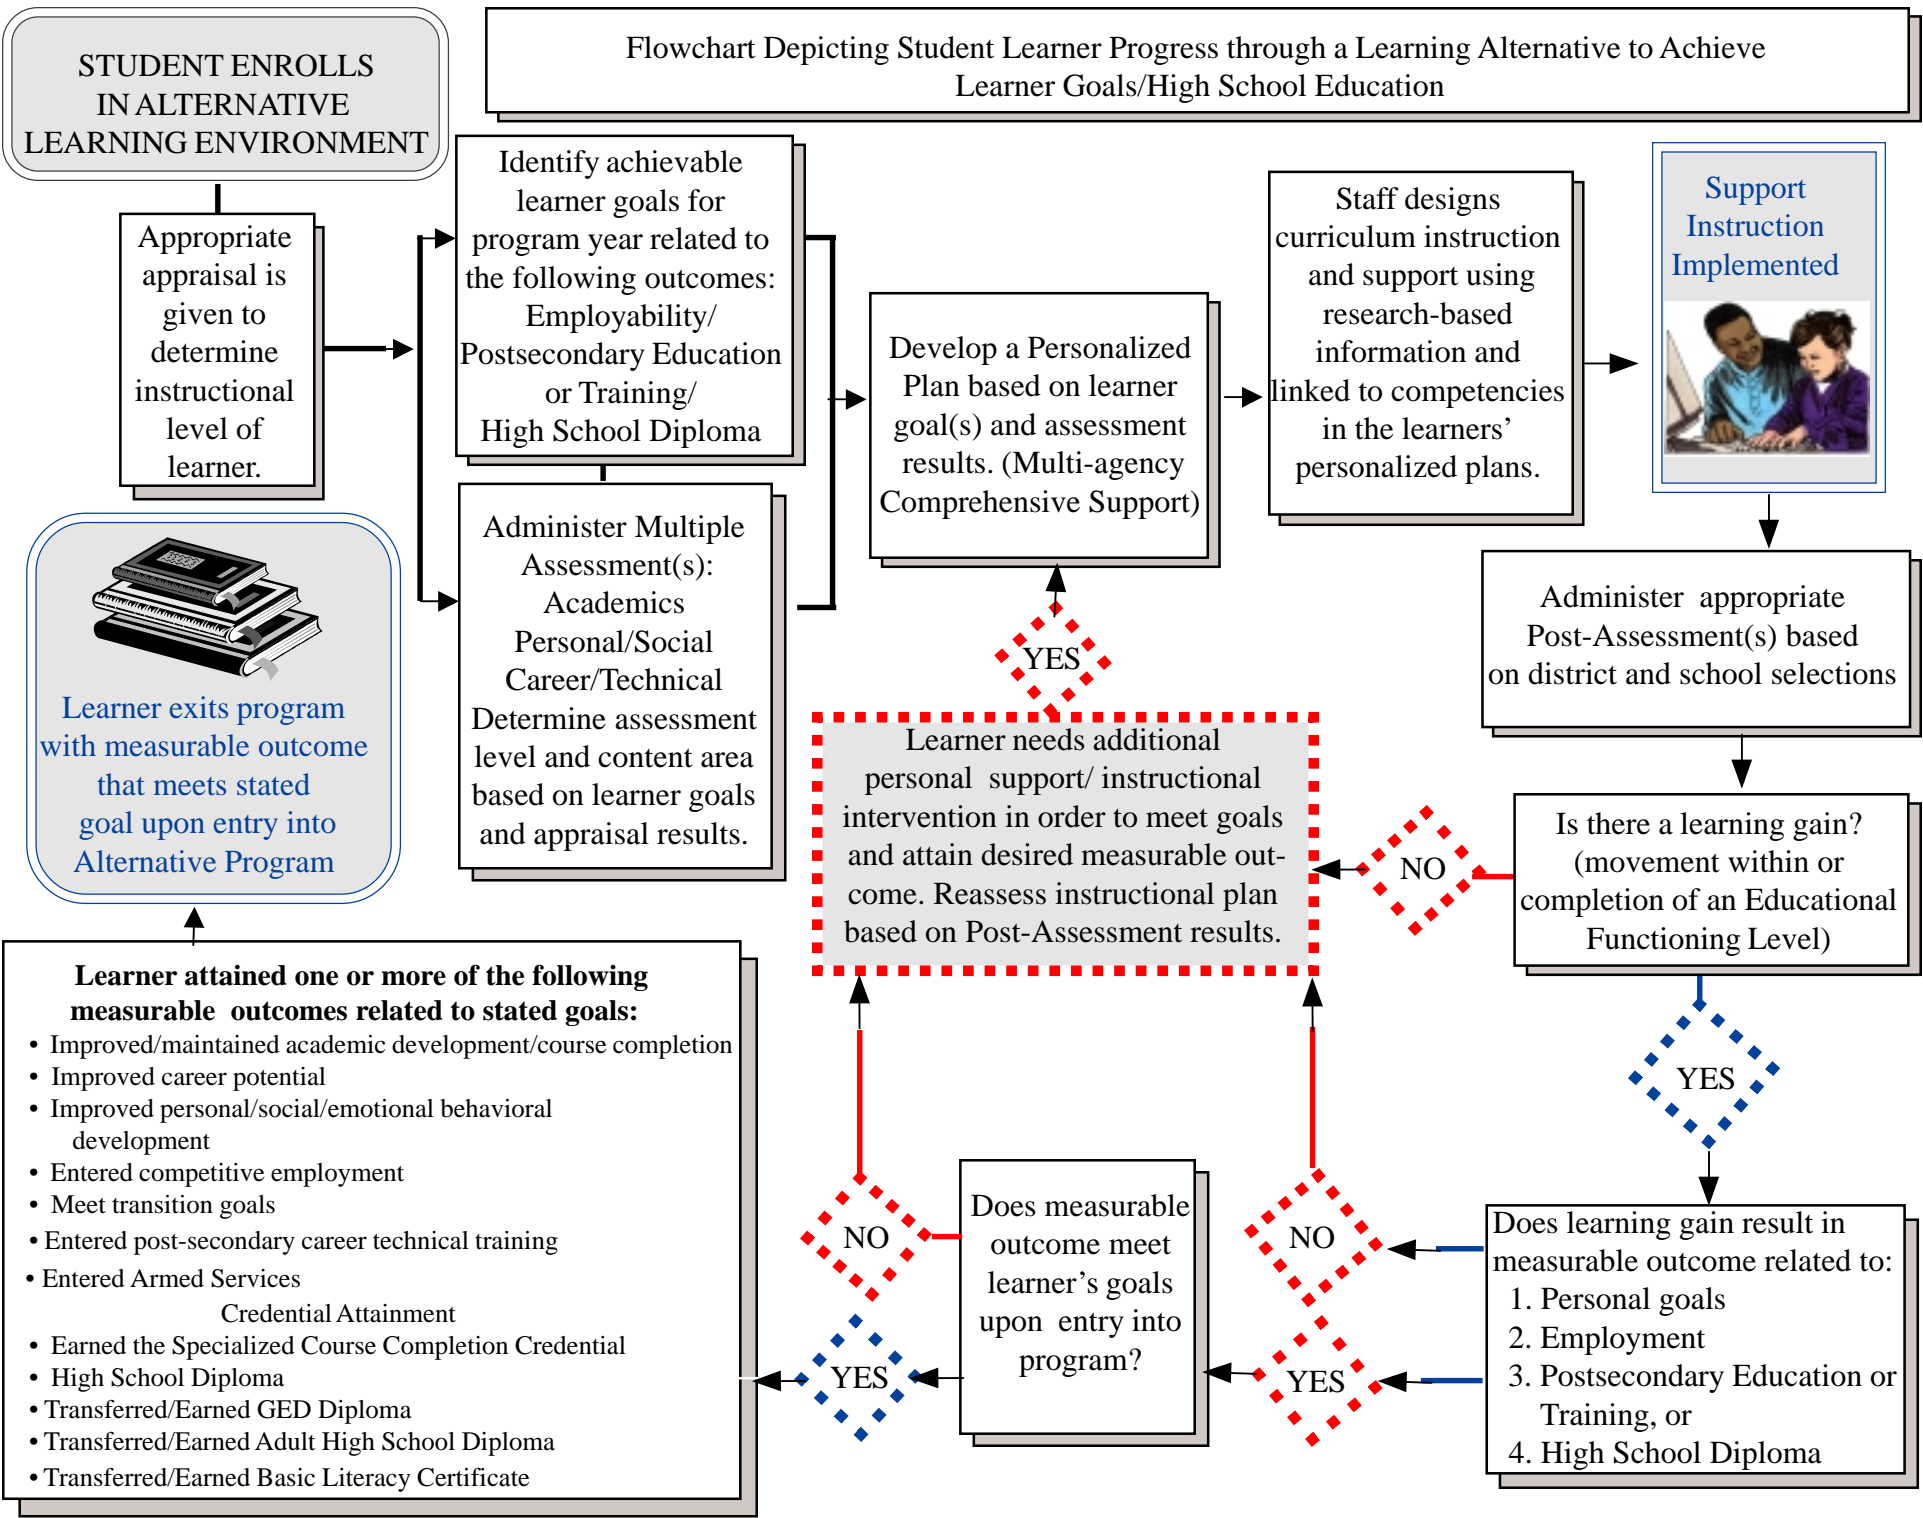 STUDENT ENROLLS
IN ALTERNATIVE
LEARNING ENVIRONMENT
Flowchart Depicting Student Learner Progress through a Learning Alternative to Achieve
Learner Goals/High School Education
Appropriate
appraisal is
given to
determine
instructional
level of
learner.
Identify achievable
learner goals for
program year related to
the following outcomes:
Employability/
Postsecondary Education
or Training/
High School Diploma
Administer Multiple
Assessment(s):
Academics
Personal/Social
Career/Technical
Determine assessment
level and content area
based on learner goals
and appraisal results.
Develop a Personalized
Plan based on learner
goal(s) and assessment
results. (Multi-agency
Comprehensive Support)
Staff designs
curriculum instruction
and support using
research-based
information and
linked to competencies
in the learners’
personalized plans.
Support
Instruction
Implemented
Administer appropriate
Post-Assessment(s) based
on district and school selections
Is there a learning gain?
(movement within or
completion of an Educational
Functioning Level)
NO
YES
Learner needs additional
personal support/ instructional
intervention in order to meet goals
and attain desired measurable out-
come. Reassess instructional plan
based on Post-Assessment results.
YES
Does learning gain result in
measurable outcome related to:
1. Personal goals
2. Employment
3. Postsecondary Education or
Training, or
4. High School Diploma
NO
YES
Does measurable
outcome meet
learner’s goals
upon entry into
program?
NO
YES
Learner attained one or more of the following
measurable outcomes related to stated goals:
• Improved/maintained academic development/course completion
• Improved career potential
• Improved personal/social/emotional behavioral
development
• Entered competitive employment
• Meet transition goals
• Entered post-secondary career technical training
• Entered Armed Services
Credential Attainment
• Earned the Specialized Course Completion Credential
• High School Diploma
• Transferred/Earned GED Diploma
• Transferred/Earned Adult High School Diploma
• Transferred/Earned Basic Literacy Certificate
Learner exits program
with measurable outcome
that meets stated
goal upon entry into
Alternative Program